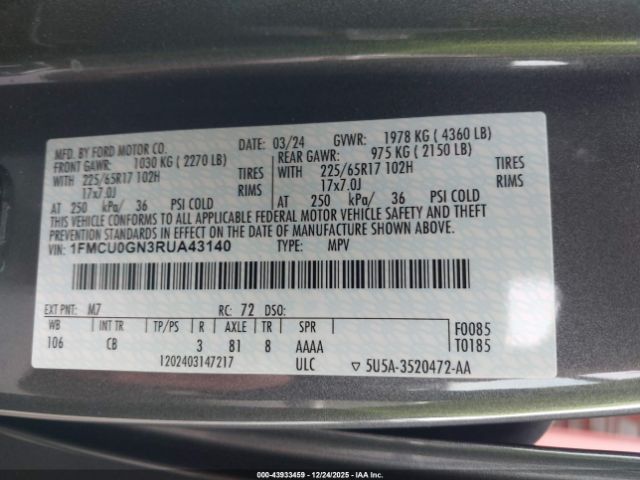 MFD. BY FORD MOTOR CO. DATE: 03/24 GVWR: 1978 KG ( 4360 LB)
FRONT GAWR: 1030 KG ( 2270 LB) REAR GAWR: 975 KG ( 2150 LB)
WITH 225/65R17 102H TIRES WITH 225/65R17 102H TIRES
17x7.0J RIMS 17x7.0J RIMS
AT 250 kPa/ 36 PSI COLD AT 250 kPa/ 36 PSI COLD
THIS VEHICLE CONFORMS TO ALL APPLICABLE FEDERAL MOTOR VEHICLE SAFETY AND THEFT
PREVENTION STANDARDS IN EFFECT ON THE DATE OF MANUFACTURE SHOWN ABOVE.
VIN: 1FMCU0GN3RUA43140 TYPE: MPV
EXT PNT: M7 RC: 72 DSO:
WB INT TR TP/PS R AXLE TR SPR F0085
106 CB 3 81 8 AAAA T0185
1202403147217 ULC ▽ 5U5A-3520472-AA
000-43933459 - 12/24/2025 - IAA Inc.